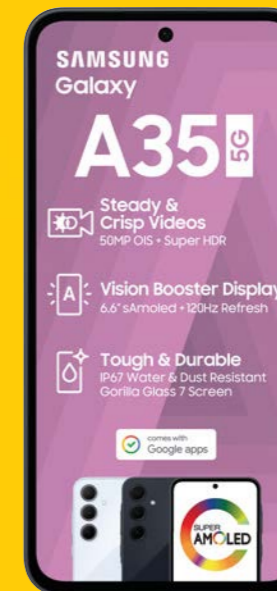 SAMSUNG
Galaxy
A35 5G
Steady &
Crisp Videos
50MP OIS + Super HDR
A
Vision Booster Display
6.6" sAmoled + 120Hz Refresh
Tough & Durable
IP67 Water & Dust Resistant
Gorilla Glass 7 Screen
comes with
Google apps
SUPER
AMOLED